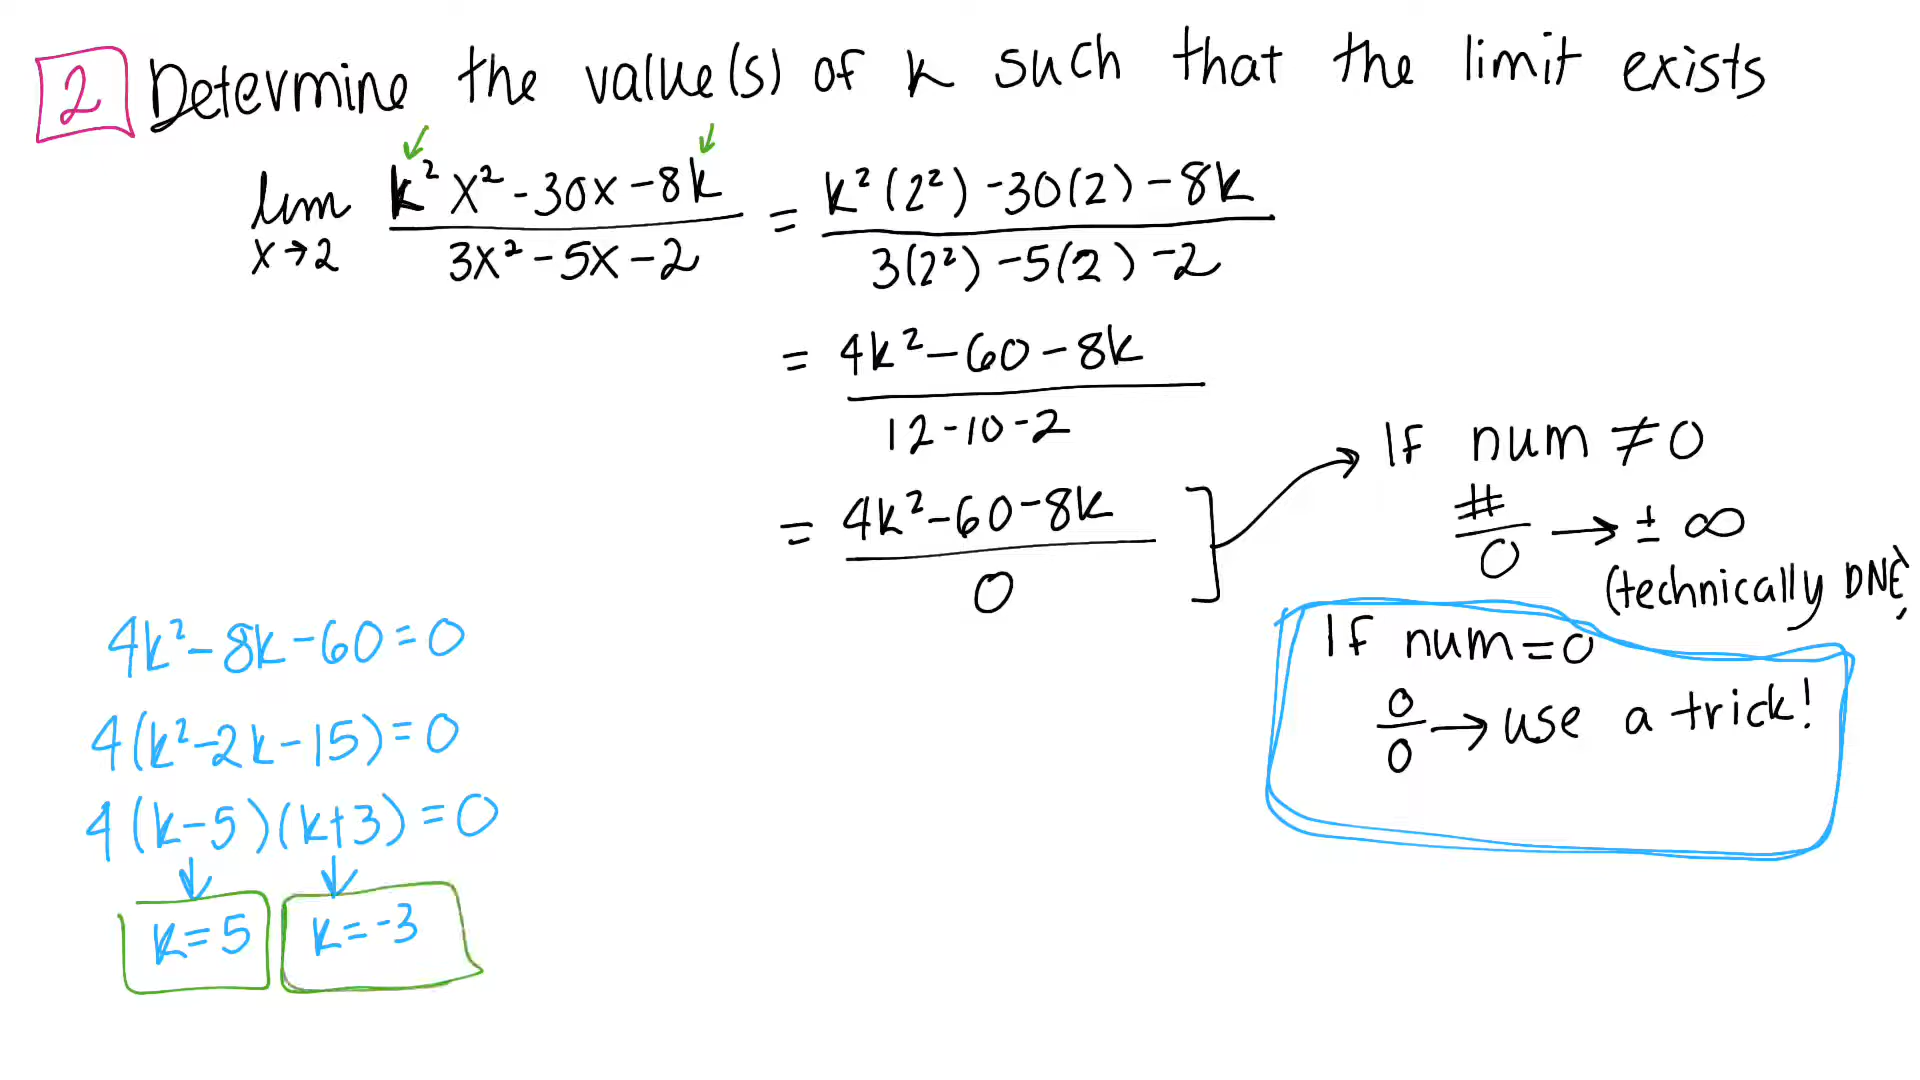 2 Determine the value(s) of k such that the limit exists
lim x→2 (k²x² - 30x - 8k)/(3x² - 5x - 2) = (k²(2²) - 30(2) - 8k)/(3(2²) - 5(2) - 2)
= (4k² - 60 - 8k)/(12 - 10 - 2)
= (4k² - 60 - 8k)/0
If num ≠ 0
#/0 → ± ∞
(technically DNE)
If num = 0
0/0 → use a trick!
4k² - 8k - 60 = 0
4(k² - 2k - 15) = 0
4(k - 5)(k + 3) = 0
k = 5 k = -3